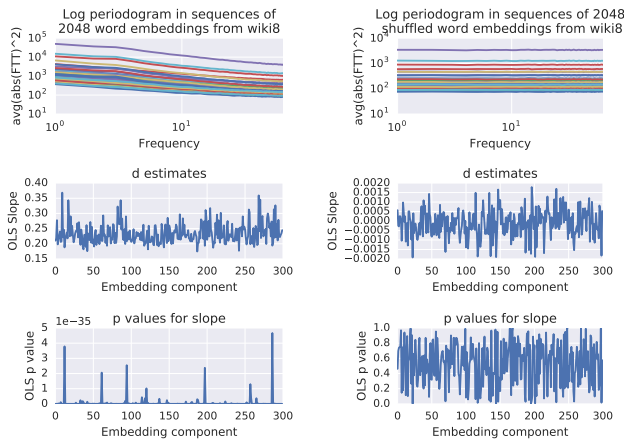 Log periodogram in sequences of
2048 word embeddings from wiki8
avg(abs(FTT)^2)
10^5
10^4
10^3
10^2
10^1
10^0
10^1
Frequency
Log periodogram in sequences of 2048
shuffled word embeddings from wiki8
avg(abs(FTT)^2)
10^4
10^3
10^2
10^1
10^0
10^1
Frequency
d estimates
OLS Slope
0.40
0.35
0.30
0.25
0.20
0.15
0 50 100 150 200 250 300
Embedding component
d estimates
OLS Slope
0.0020
0.0015
0.0010
0.0005
0.0000
−0.0015
−0.0020
0 50 100 150 200 250 300
Embedding component
p values for slope
1e−35
OLS p value
5
4
3
2
1
0
0 50 100 150 200 250 300
Embedding component
p values for slope
OLS p value
1.0
0.8
0.6
0.4
0.2
0.0
0 50 100 150 200 250 300
Embedding component